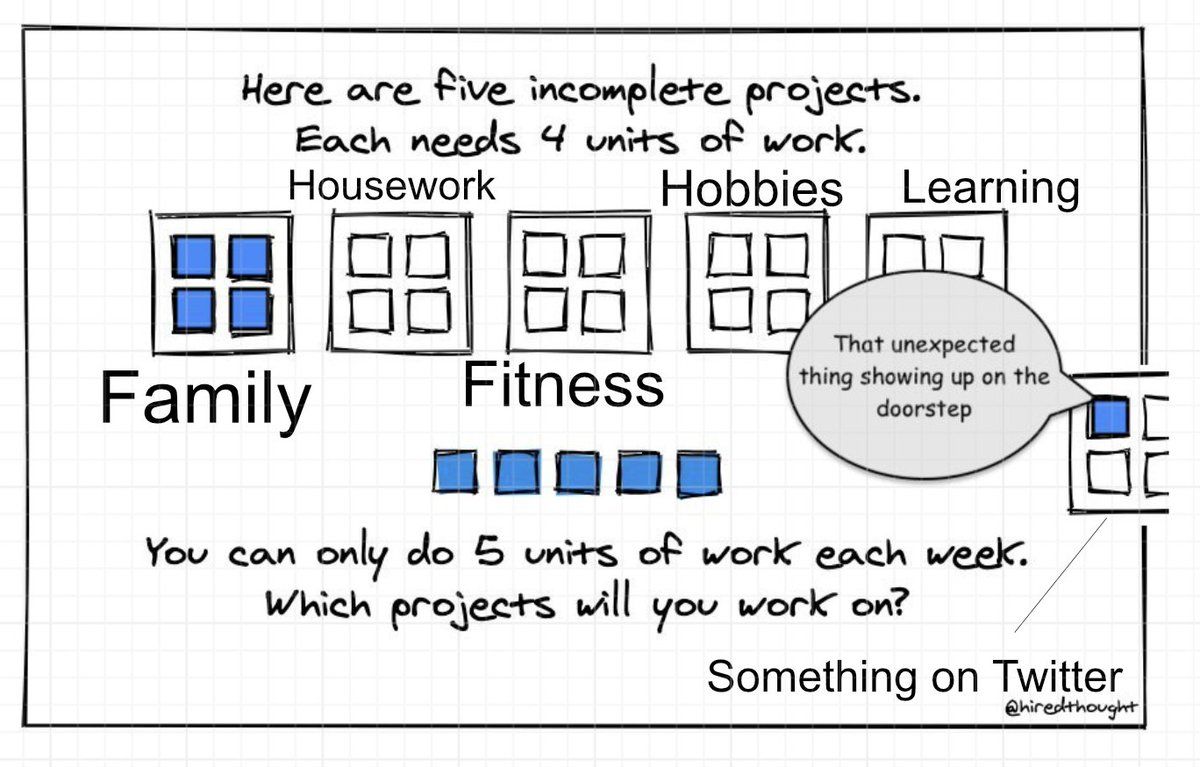 Here are five incomplete projects.
Each needs 4 units of work.
Housework
Hobbies
Learning
Family
Fitness
That unexpected
thing showing up on the
doorstep
You can only do 5 units of work each week.
Which projects will you work on?
Something on Twitter
@hiredthought